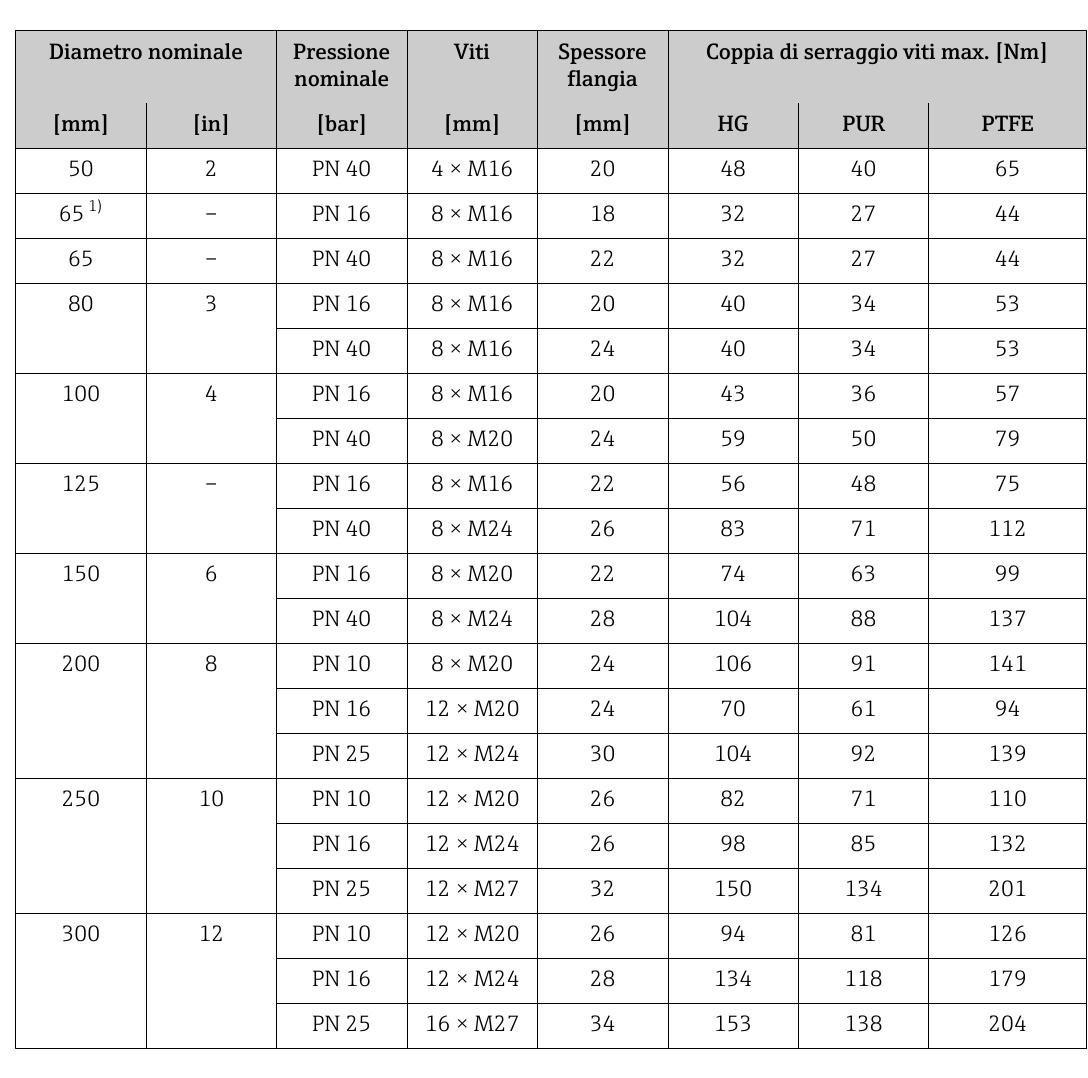 Diametro nominale Pressione nominale Viti Spessore flangia Coppia di serraggio viti max. [Nm]
[mm] [in] [bar] [mm] [mm] HG PUR PTFE
50 2 PN 40 4 × M16 20 48 40 65
65 1) – PN 16 8 × M16 18 32 27 44
65 – PN 40 8 × M16 22 32 27 44
80 3 PN 16 8 × M16 20 40 34 53
PN 40 8 × M16 24 40 34 53
100 4 PN 16 8 × M16 20 43 36 57
PN 40 8 × M20 24 59 50 79
125 – PN 16 8 × M16 22 56 48 75
PN 40 8 × M24 26 83 71 112
150 6 PN 16 8 × M20 22 74 63 99
PN 40 8 × M24 28 104 88 137
200 8 PN 10 8 × M20 24 106 91 141
PN 16 12 × M20 24 70 61 94
PN 25 12 × M24 30 104 92 139
250 10 PN 10 12 × M20 26 82 71 110
PN 16 12 × M24 26 98 85 132
PN 25 12 × M27 32 150 134 201
300 12 PN 10 12 × M20 26 94 81 126
PN 16 12 × M24 28 134 118 179
PN 25 16 × M27 34 153 138 204